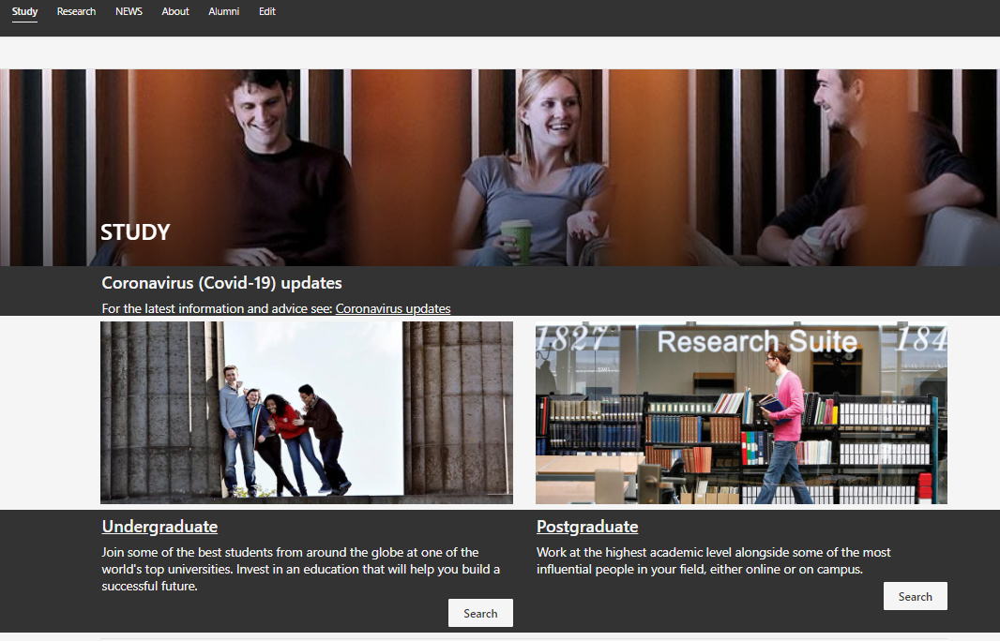 Study Research NEWS About Alumni Edit
STUDY
Coronavirus (Covid-19) updates
For the latest information and advice see: Coronavirus updates
1827 Research Suite 184
Undergraduate
Join some of the best students from around the globe at one of the
world's top universities. Invest in an education that will help you build a
successful future.
Search
Postgraduate
Work at the highest academic level alongside some of the most
influential people in your field, either online or on campus.
Search